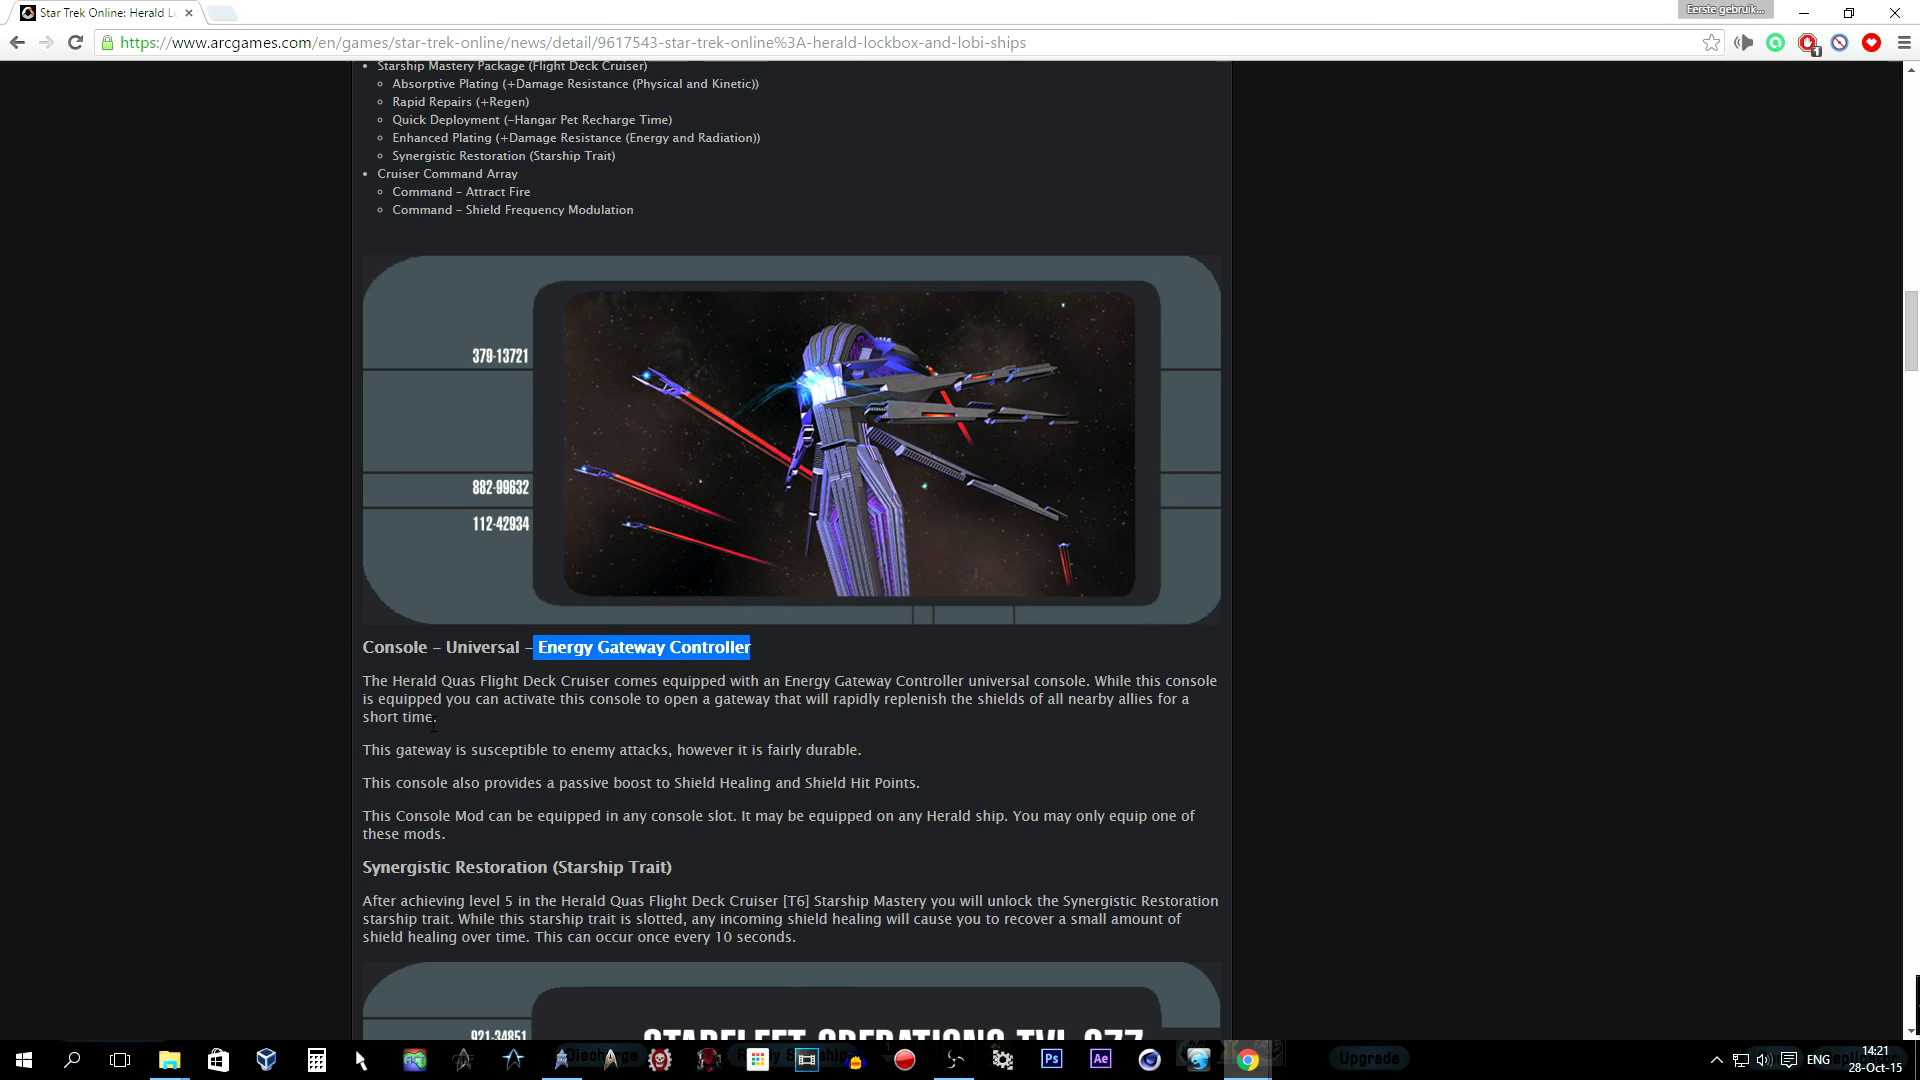 Star Trek Online: Herald Lo
Eerste gebruik...
https://www.arcgames.com/en/games/star-trek-online/news/detail/9617543-star-trek-online%3A-herald-lockbox-and-lobi-ships
1
Starship Mastery Package (Flight Deck Cruiser)
Absorptive Plating (+Damage Resistance (Physical and Kinetic))
Rapid Repairs (+Regen)
Quick Deployment (-Hangar Pet Recharge Time)
Enhanced Plating (+Damage Resistance (Energy and Radiation))
Synergistic Restoration (Starship Trait)
Cruiser Command Array
Command – Attract Fire
Command – Shield Frequency Modulation
379-13721
882-99632
112-42934
Console – Universal – Energy Gateway Controller
The Herald Quas Flight Deck Cruiser comes equipped with an Energy Gateway Controller universal console. While this console
is equipped you can activate this console to open a gateway that will rapidly replenish the shields of all nearby allies for a
short time.
This gateway is susceptible to enemy attacks, however it is fairly durable.
This console also provides a passive boost to Shield Healing and Shield Hit Points.
This Console Mod can be equipped in any console slot. It may be equipped on any Herald ship. You may only equip one of
these mods.
Synergistic Restoration (Starship Trait)
After achieving level 5 in the Herald Quas Flight Deck Cruiser [T6] Starship Mastery you will unlock the Synergistic Restoration
starship trait. While this starship trait is slotted, any incoming shield healing will cause you to recover a small amount of
shield healing over time. This can occur once every 10 seconds.
921-34851
STARFLEET OPERATIONS TVL-977
Discharge
Upgrade
Ps
Ae
ENG
14:21
28-Oct-15